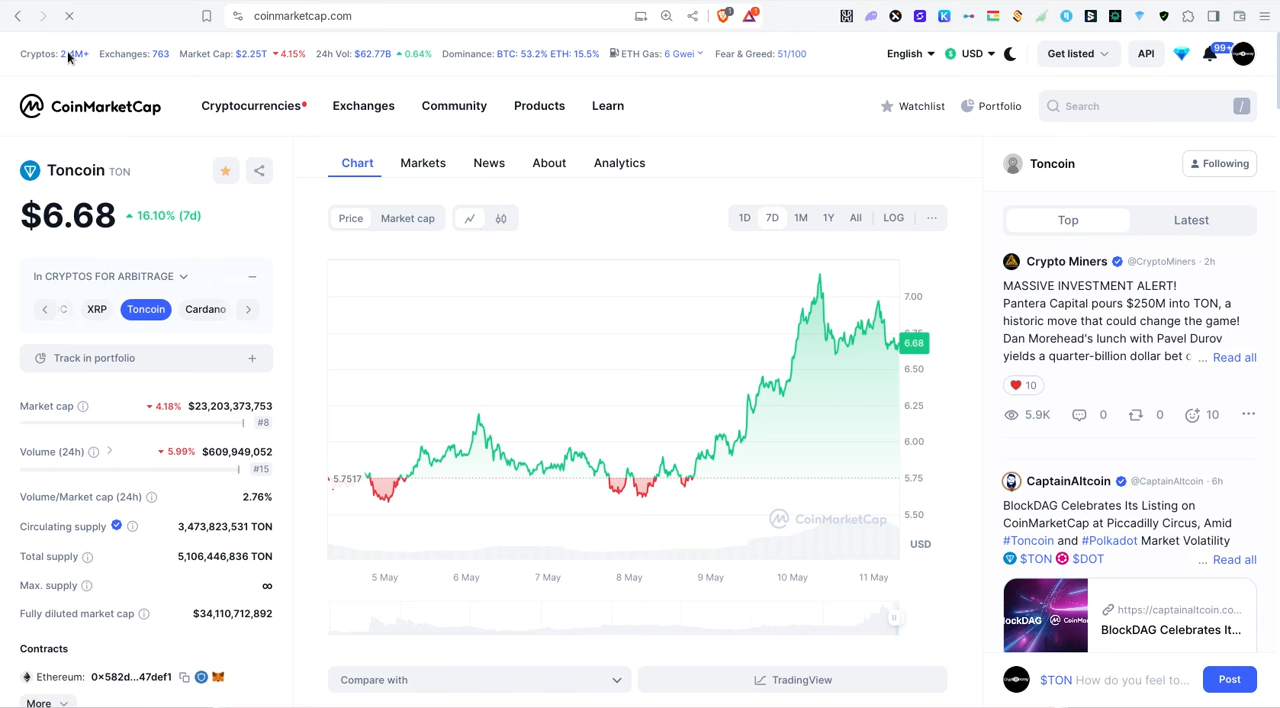 coinmarketcap.com
1
1
Cryptos: 2.4M+ Exchanges: 763 Market Cap: $2.25T 4.15% 24h Vol: $62.77B 0.64% Dominance: BTC: 53.2% ETH: 15.5% ETH Gas: 6 Gwei Fear & Greed: 51/100
English USD Get listed API 99+
CoinMarketCap Cryptocurrencies Exchanges Community Products Learn Watchlist Portfolio Search /
Toncoin TON
$6.68 16.10% (7d)
In CRYPTOS FOR ARBITRAGE
C XRP Toncoin Cardano
Track in portfolio +
Market cap 4.18% $23,203,373,753
#8
Volume (24h) 5.99% $609,949,052
#15
Volume/Market cap (24h) 2.76%
Circulating supply 3,473,823,531 TON
Total supply 5,106,446,836 TON
Max. supply ∞
Fully diluted market cap $34,110,712,892
Contracts
Ethereum: 0x582d...47def1
More
Chart Markets News About Analytics
Price Market cap
1D 7D 1M 1Y All LOG ...
7.00
6.75
6.68
6.50
6.25
6.00
5.7517 5.75
5.50
CoinMarketCap
USD
5 May 6 May 7 May 8 May 9 May 10 May 11 May
Compare with
TradingView
Toncoin Following
Top Latest
Crypto Miners @CryptoMiners · 2h
MASSIVE INVESTMENT ALERT!
Pantera Capital pours $250M into TON, a
historic move that could change the game!
Dan Morehead's lunch with Pavel Durov
yields a quarter-billion dollar bet c ... Read all
10
5.9K 0 0 10 ...
CaptainAltcoin @CaptainAltcoin · 6h
BlockDAG Celebrates Its Listing on
CoinMarketCap at Piccadilly Circus, Amid
#Toncoin and #Polkadot Market Volatility
$TON $DOT ... Read all
https://captainaltcoin.co...
BlockDAG Celebrates It...
$TON How do you feel to... Post